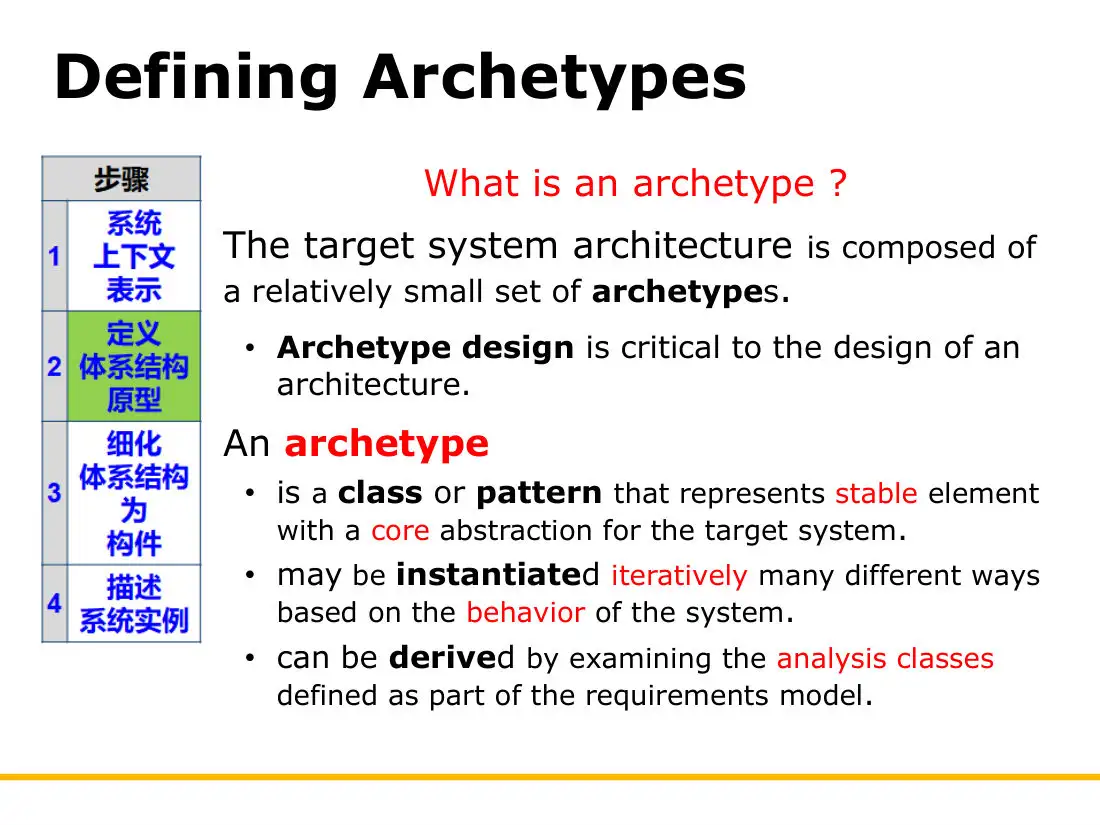 Defining Archetypes
步骤
1
系统
上下文
表示
2
定义
体系结构
原型
3
细化
体系结构
为
构件
4
描述
系统实例
What is an archetype ?
The target system architecture is composed of
a relatively small set of archetypes.
• Archetype design is critical to the design of an
architecture.
An archetype
• is a class or pattern that represents stable element
with a core abstraction for the target system.
• may be instantiated iteratively many different ways
based on the behavior of the system.
• can be derived by examining the analysis classes
defined as part of the requirements model.